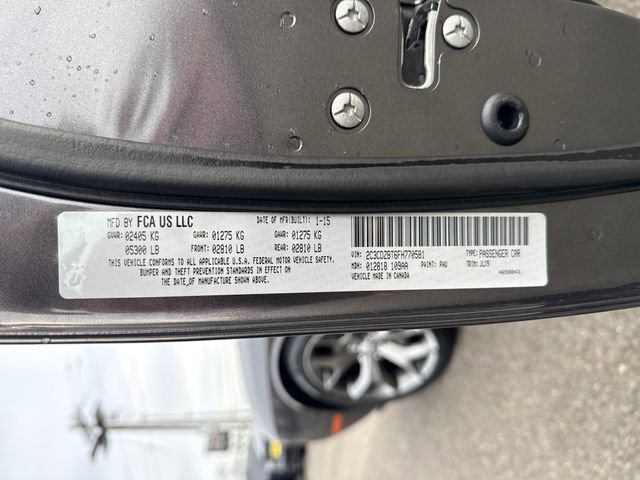 MFD BY FCA US LLC DATE OF MFR(BUILT): 1-15
GVWR: 02405 KG GAWR: 01275 KG GAWR: 01275 KG
05300 LB FRONT: 02810 LB REAR: 02810 LB
THIS VEHICLE CONFORMS TO ALL APPLICABLE U.S.A. FEDERAL MOTOR VEHICLE SAFETY,
BUMPER AND THEFT PREVENTION STANDARDS IN EFFECT ON
THE DATE OF MANUFACTURE SHOWN ABOVE.
VIN: 2C3CDZBT6FH770581 TYPE: PASSENGER CAR
MDH: 012818 109AA PAINT: PAU TRIM: JLX9
VEHICLE MADE IN CANADA 4658004